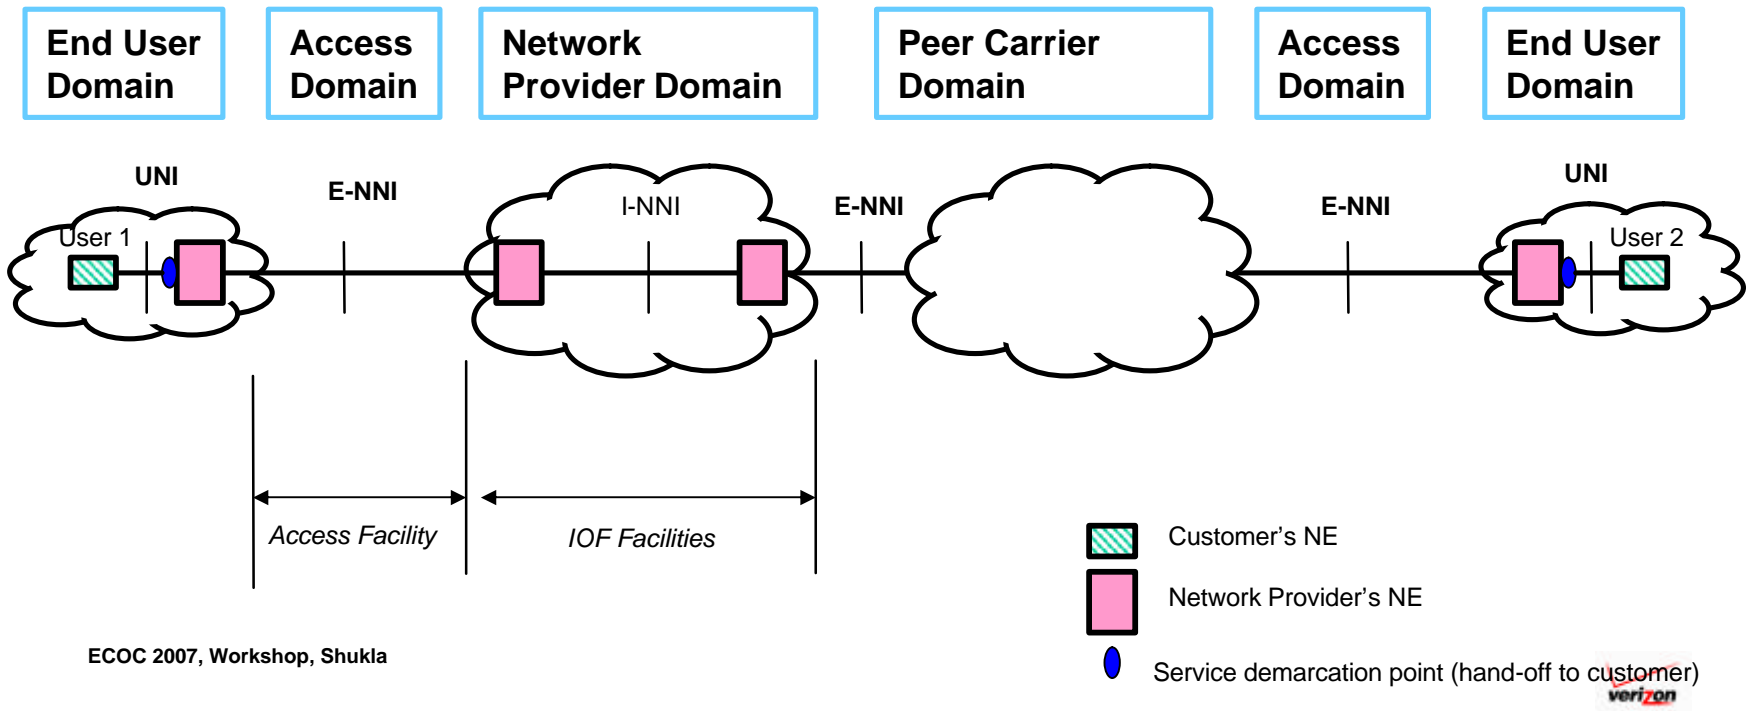 End User
Domain
Access
Domain
Network
Provider Domain
Peer Carrier
Domain
Access
Domain
End User
Domain
UNI
E-NNI
I-NNI
E-NNI
E-NNI
UNI
User 1
User 2
Access Facility
IOF Facilities
Customer's NE
Network Provider's NE
Service demarcation point (hand-off to customer)
ECOC 2007, Workshop, Shukla
verizon